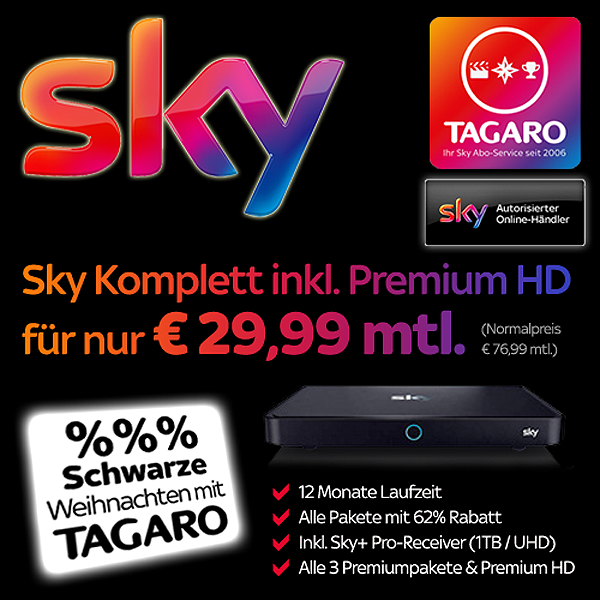 sky
TAGARO
Ihr Sky Abo-Service seit 2006
sky Autorisierter
Online-Händler
Sky Komplett inkl. Premium HD
für nur € 29,99 mtl. (Normalpreis
€ 76,99 mtl.)
sky
sky
%%%
Schwarze
Weihnachten mit
TAGARO
12 Monate Laufzeit
Alle Pakete mit 62% Rabatt
Inkl. Sky+ Pro-Receiver (1TB / UHD)
Alle 3 Premiumpakete & Premium HD